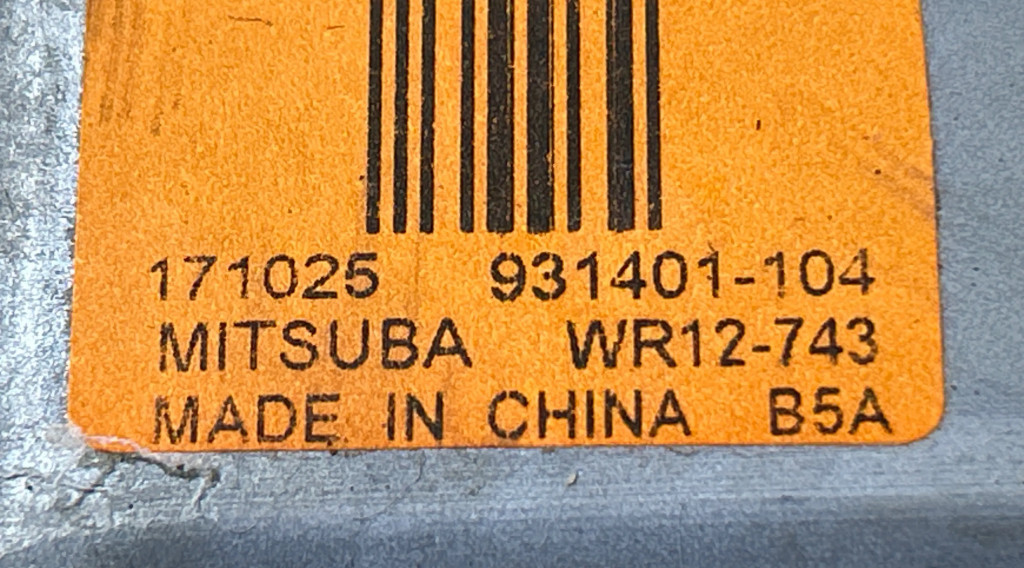 171025 931401-104
MITSUBA WR12-743
MADE IN CHINA B5A